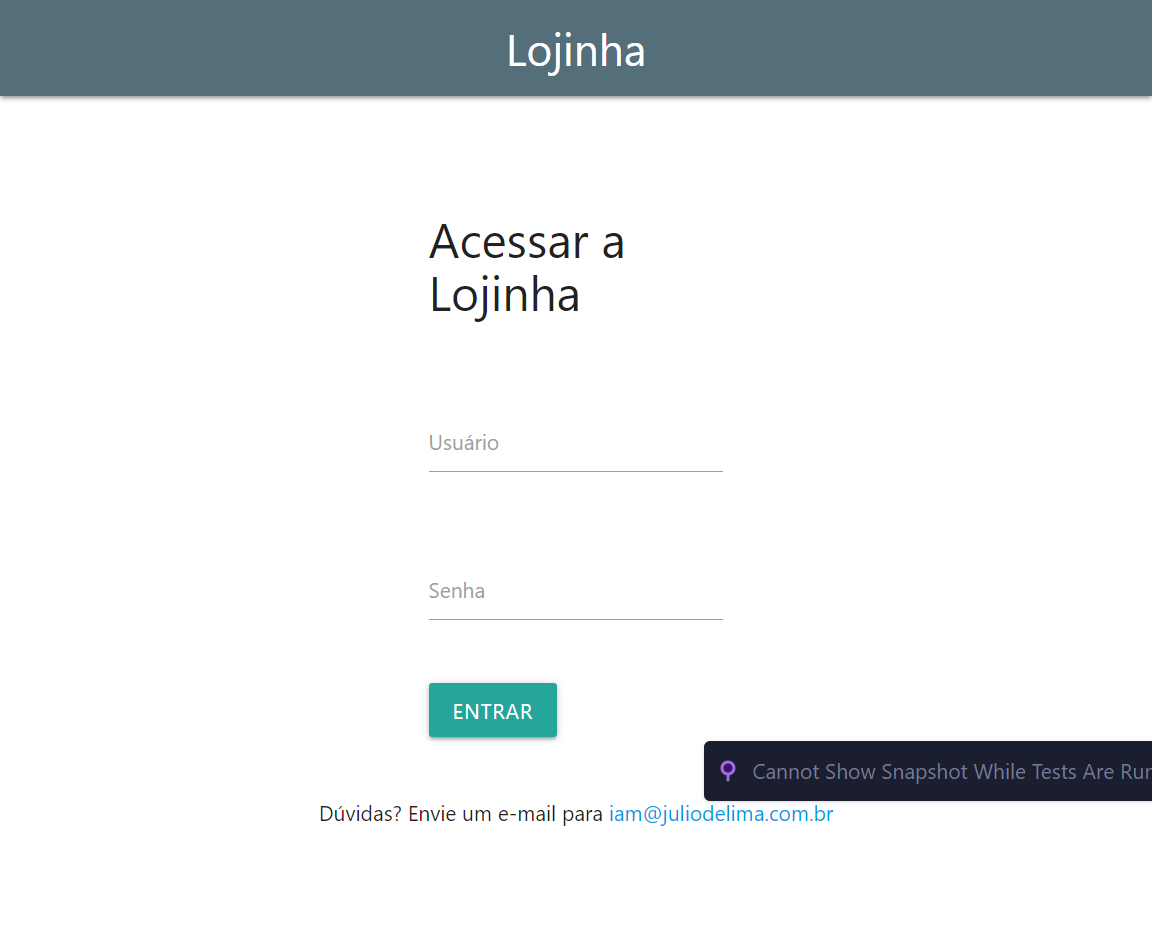 Lojinha
Acessar a
Lojinha
Usuário
Senha
ENTRAR
Cannot Show Snapshot While Tests Are Run
Dúvidas? Envie um e-mail para iam@juliodelima.com.br